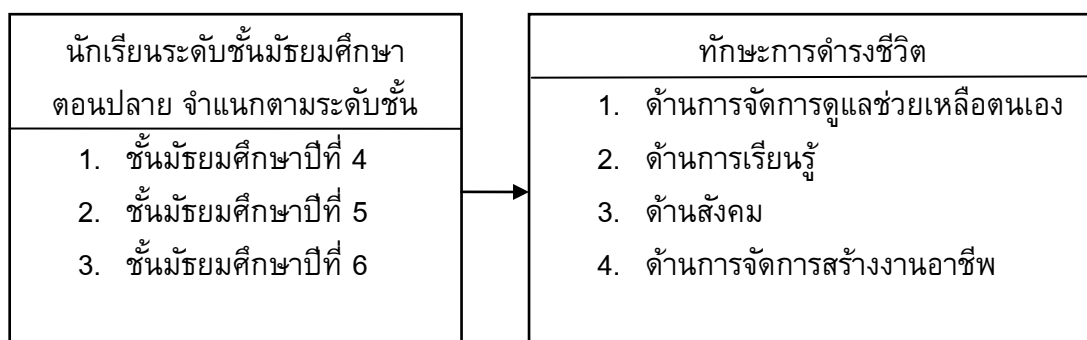 นักเรียนระดับชั้นมัธยมศึกษา
ตอนปลาย จำแนกตามระดับชั้น
1. ชั้นมัธยมศึกษาปีที่ 4
2. ชั้นมัธยมศึกษาปีที่ 5
3. ชั้นมัธยมศึกษาปีที่ 6
ทักษะการดำรงชีวิต
1. ด้านการจัดการดูแลช่วยเหลือตนเอง
2. ด้านการเรียนรู้
3. ด้านสังคม
4. ด้านการจัดการสร้างงานอาชีพ